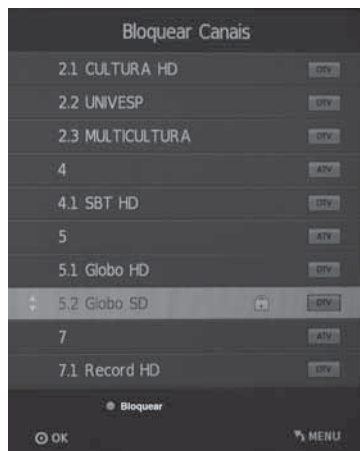 Bloquear Canais
2.1 CULTURA HD DTV
2.2 UNIVESP DTV
2.3 MULTICULTURA DTV
4 ATV
4.1 SBT HD DTV
5 ATV
5.1 Globo HD DTV
5.2 Globo SD DTV
7 ATV
7.1 Record HD DTV
Bloquear
OK MENU